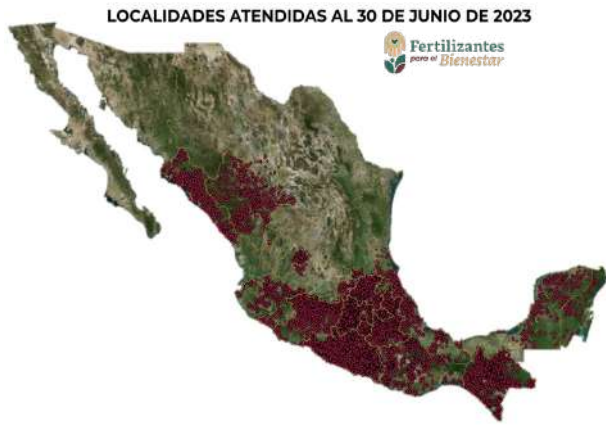 LOCALIDADES ATENDIDAS AL 30 DE JUNIO DE 2023
Fertilizantes
para el Bienestar